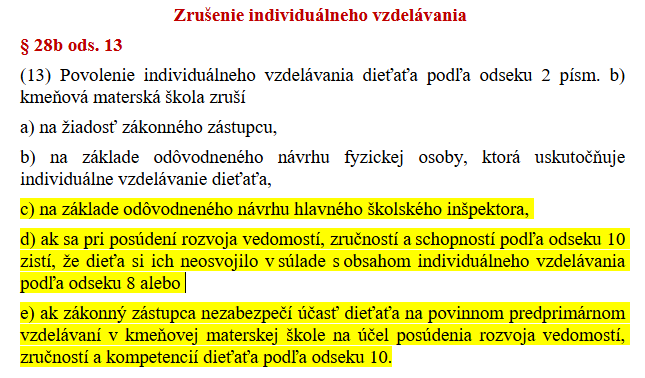 Zrušenie individuálneho vzdelávania
§ 28b ods. 13
(13) Povolenie individuálneho vzdelávania dieťaťa podľa odseku 2 písm. b)
kmeňová materská škola zruší
a) na žiadosť zákonného zástupcu,
b) na základe odôvodneného návrhu fyzickej osoby, ktorá uskutočňuje
individuálne vzdelávanie dieťaťa,
c) na základe odôvodneného návrhu hlavného školského inšpektora,
d) ak sa pri posúdení rozvoja vedomostí, zručností a schopností podľa odseku 10
zistí, že dieťa si ich neosvojilo v súlade s obsahom individuálneho vzdelávania
podľa odseku 8 alebo
e) ak zákonný zástupca nezabezpečí účasť dieťaťa na povinnom predprimárnom
vzdelávaní v kmeňovej materskej škole na účel posúdenia rozvoja vedomostí,
zručností a kompetencií dieťaťa podľa odseku 10.